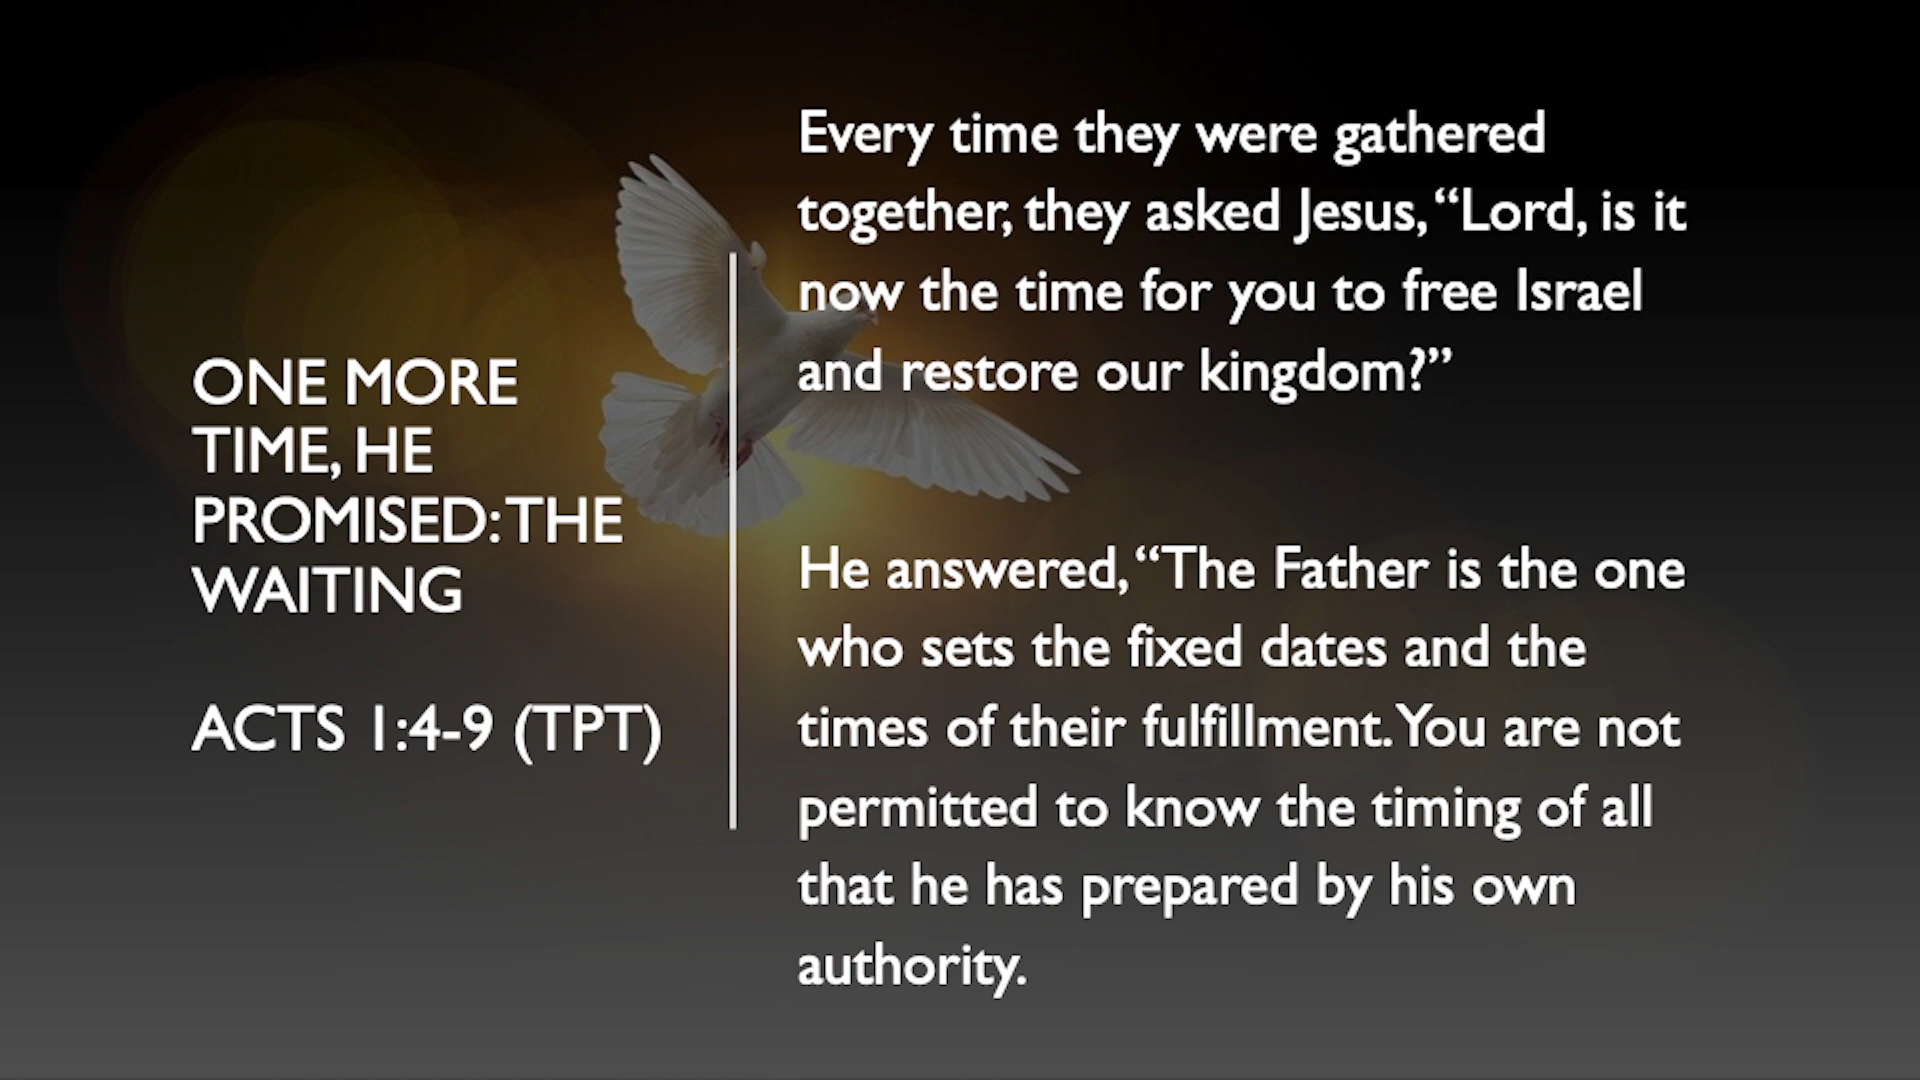 ONE MORE
TIME, HE
PROMISED: THE
WAITING
ACTS 1:4-9 (TPT)
Every time they were gathered
together, they asked Jesus, “Lord, is it
now the time for you to free Israel
and restore our kingdom?”
He answered, “The Father is the one
who sets the fixed dates and the
times of their fulfillment. You are not
permitted to know the timing of all
that he has prepared by his own
authority.